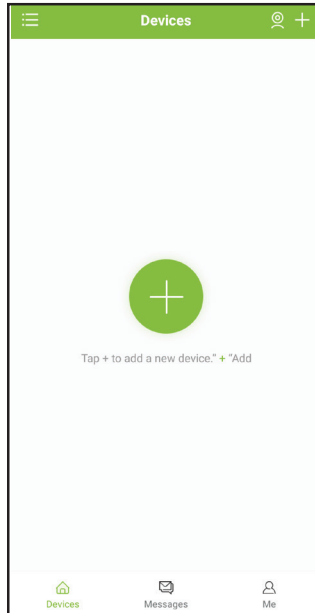 Devices
Tap + to add a new device." + "Add
Devices
Messages
Me